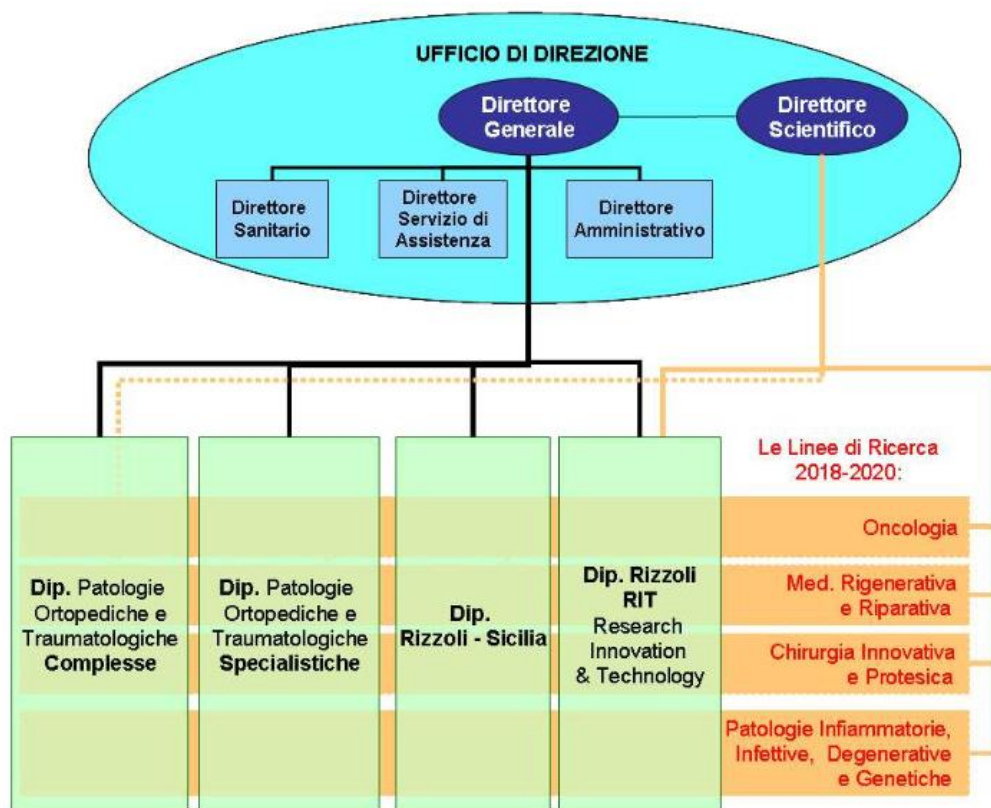 UFFICIO DI DIREZIONE
Direttore
Generale
Direttore
Scientifico
Direttore
Sanitario
Direttore
Servizio di
Assistenza
Direttore
Amministrativo
Le Linee di Ricerca
2018-2020:
Oncologia
Med. Rigenerativa
e Riparativa
Chirurgia Innovativa
e Protesica
Patologie Infiammatorie,
Infettive, Degenerative
e Genetiche
Dip. Patologie
Ortopediche e
Traumatologiche
Complesse
Dip. Patologie
Ortopediche e
Traumatologiche
Specialistiche
Dip.
Rizzoli - Sicilia
Dip. Rizzoli
RIT
Research
Innovation
& Technology